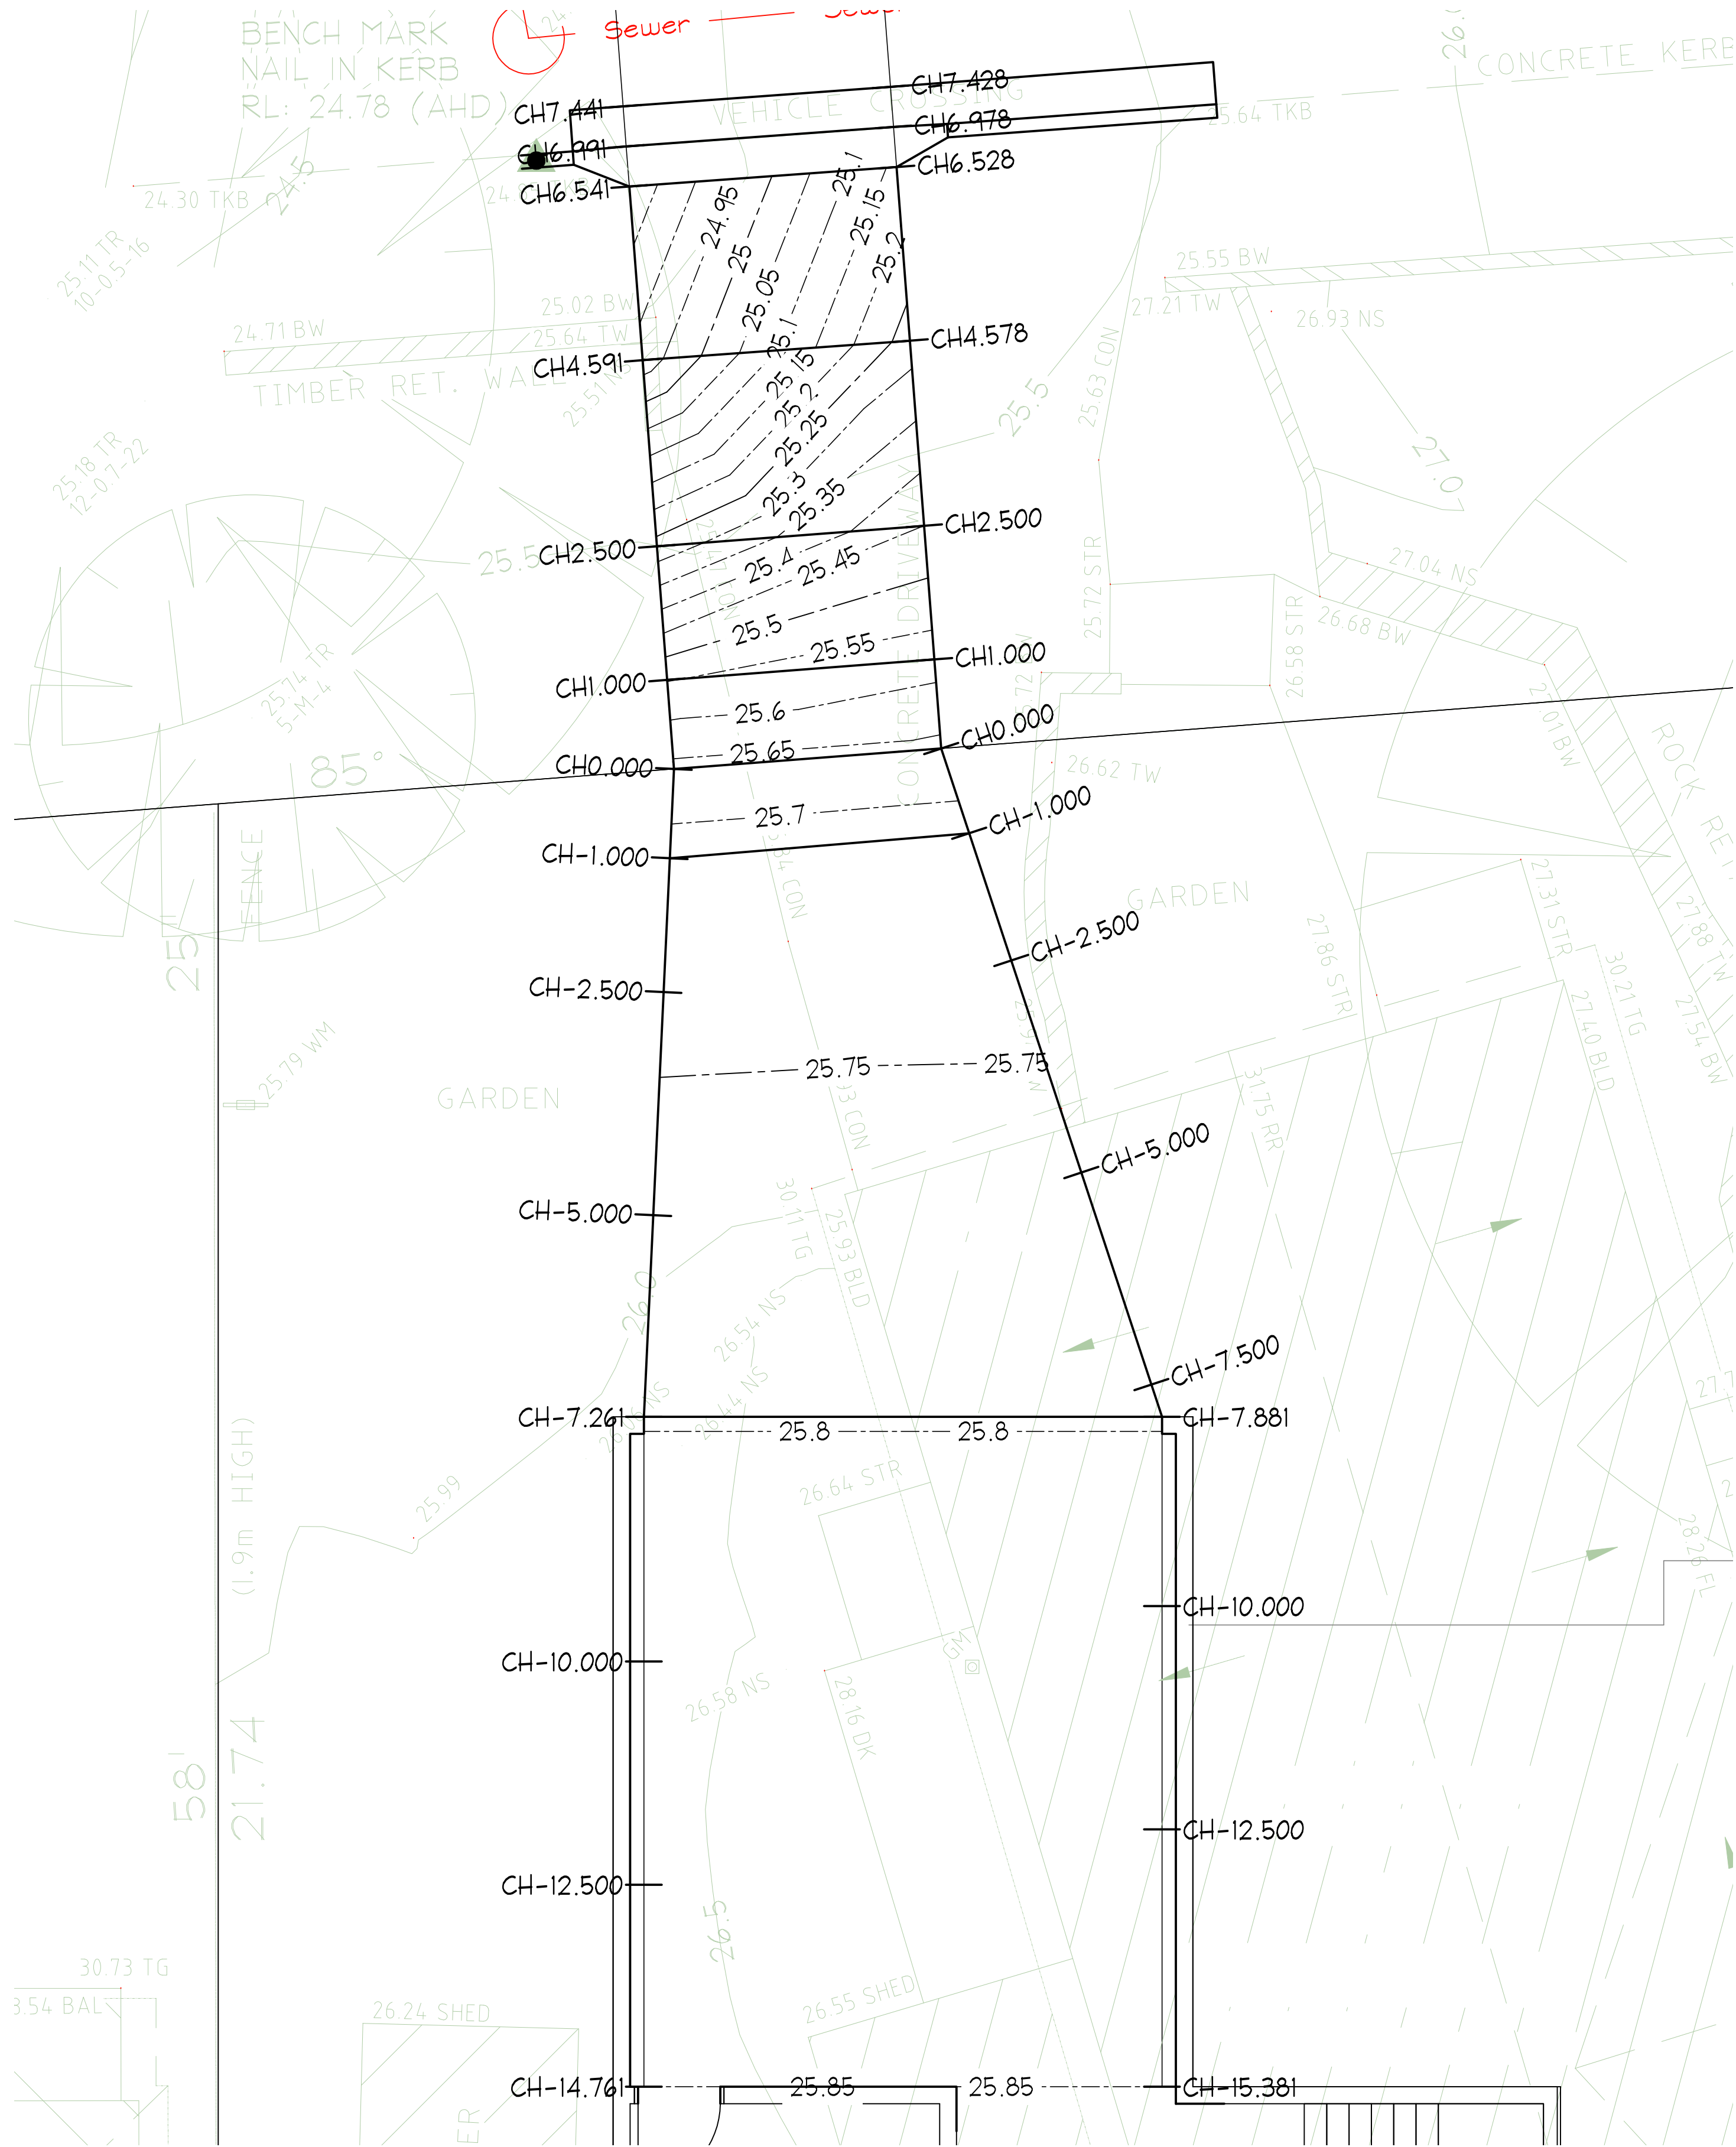 BENCH MARK
NAIL IN KERB
RL: 24.78 (AHD)
Sewer
CONCRETE KERB
CH7.441
CH7.428
VEHICLE CROSSING
25.64 TKB
CH6.991
CH6.978
CH6.541
CH6.528
24.30 TKB
24.5
25.11 TR
10-0.5-16
24.95
25
25.05
25.1
25.1
25.15
25.2
25.55 BW
27.21 TW
26.93 NS
25.02 BW
24.71 BW
25.64 TW
CH4.591
CH4.578
TIMBER RET. WALL
25.51 NS
25.63 CON
25.5
25.15
25.2
25.25
25.3
25.35
25.18 TR
12-0.7-22
27.0
CH2.500
CH2.500
25.5
CONCRETE DRIVEWAY
25.72 STR
27.04 NS
26.68 BW
26.58 STR
25.4
25.45
25.5
25.55
CH1.000
CH1.000
25.74 TR
5-M-4
85°
25.6
25.65
CH0.000
CH0.000
26.62 TW
ROCK
25.7
CH-1.000
CH-1.000
FENCE
25"
GARDEN
27.31 STR
27.86 STR
27.88 TW
30.21 TG
27.54 BW
27.40 BLD
CH-2.500
CH-2.500
25.79 WM
GARDEN
25.75
25.75
31.75 RR
CH-5.000
CH-5.000
30.11 TG
25.93 BLD
26.0
26.54 NS
26.44 NS
CH-7.500
CH-7.261
CH-7.881
25.8
25.8
26.64 STR
25.99
(1.9m HIGH)
28.26 FL
CH-10.000
CH-10.000
GM
26.58 NS
28.16 DK
58'
21.74
CH-12.500
CH-12.500
26.5
30.73 TG
26.24 SHED
26.55 SHED
CH-14.761
25.85
25.85
CH-15.381